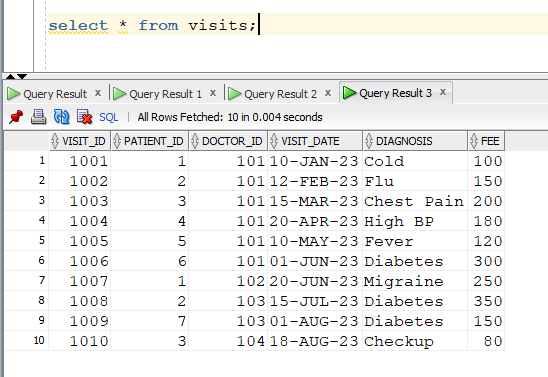 select * from visits;
Query Result x Query Result 1 x Query Result 2 x Query Result 3 x
SQL | All Rows Fetched: 10 in 0.004 seconds
VISIT_ID PATIENT_ID DOCTOR_ID VISIT_DATE DIAGNOSIS FEE
1 1001 1 101 10-JAN-23 Cold 100
2 1002 2 101 12-FEB-23 Flu 150
3 1003 3 101 15-MAR-23 Chest Pain 200
4 1004 4 101 20-APR-23 High BP 180
5 1005 5 101 10-MAY-23 Fever 120
6 1006 6 101 01-JUN-23 Diabetes 300
7 1007 1 102 20-JUN-23 Migraine 250
8 1008 2 103 15-JUL-23 Diabetes 350
9 1009 7 103 01-AUG-23 Diabetes 150
10 1010 3 104 18-AUG-23 Checkup 80